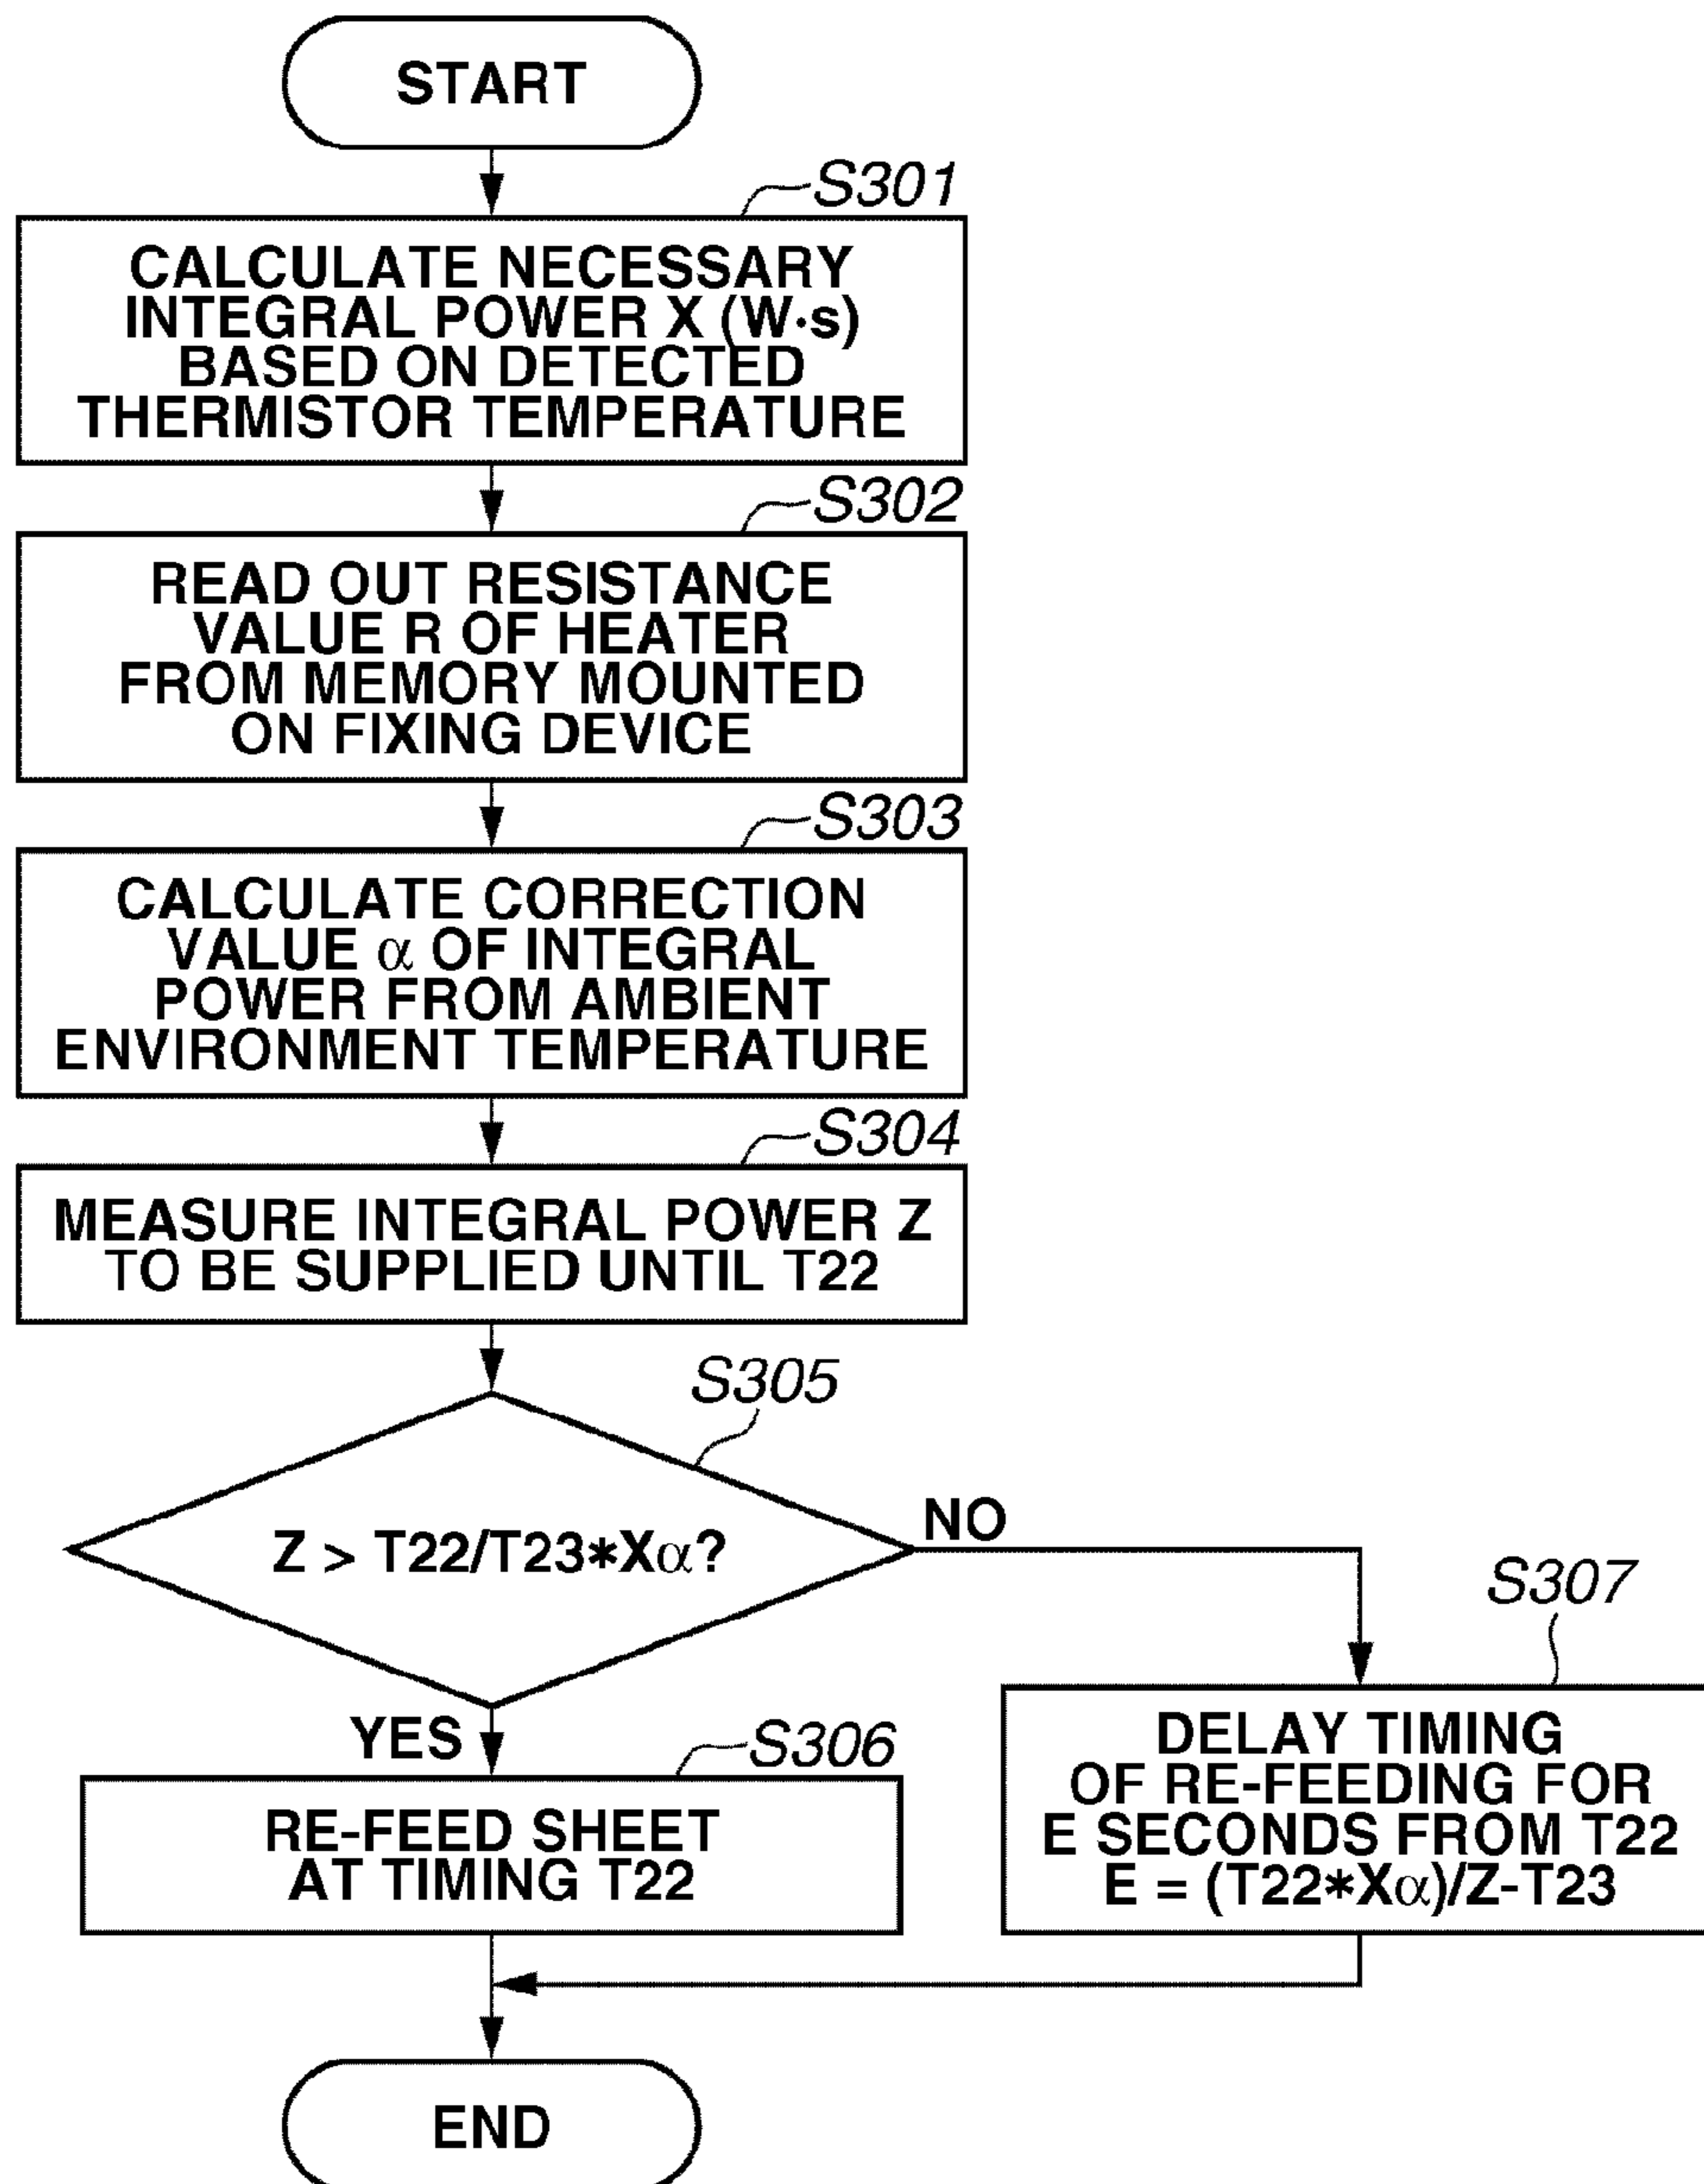 START
S301
CALCULATE NECESSARY
INTEGRAL POWER X (W·s)
BASED ON DETECTED
THERMISTOR TEMPERATURE
S302
READ OUT RESISTANCE
VALUE R OF HEATER
FROM MEMORY MOUNTED
ON FIXING DEVICE
S303
CALCULATE CORRECTION
VALUE α OF INTEGRAL
POWER FROM AMBIENT
ENVIRONMENT TEMPERATURE
S304
MEASURE INTEGRAL POWER Z
TO BE SUPPLIED UNTIL T22
S305
Z > T22/T23*Xα?
NO
YES
S306
RE-FEED SHEET
AT TIMING T22
S307
DELAY TIMING
OF RE-FEEDING FOR
E SECONDS FROM T22
E = (T22*Xα)/Z-T23
END